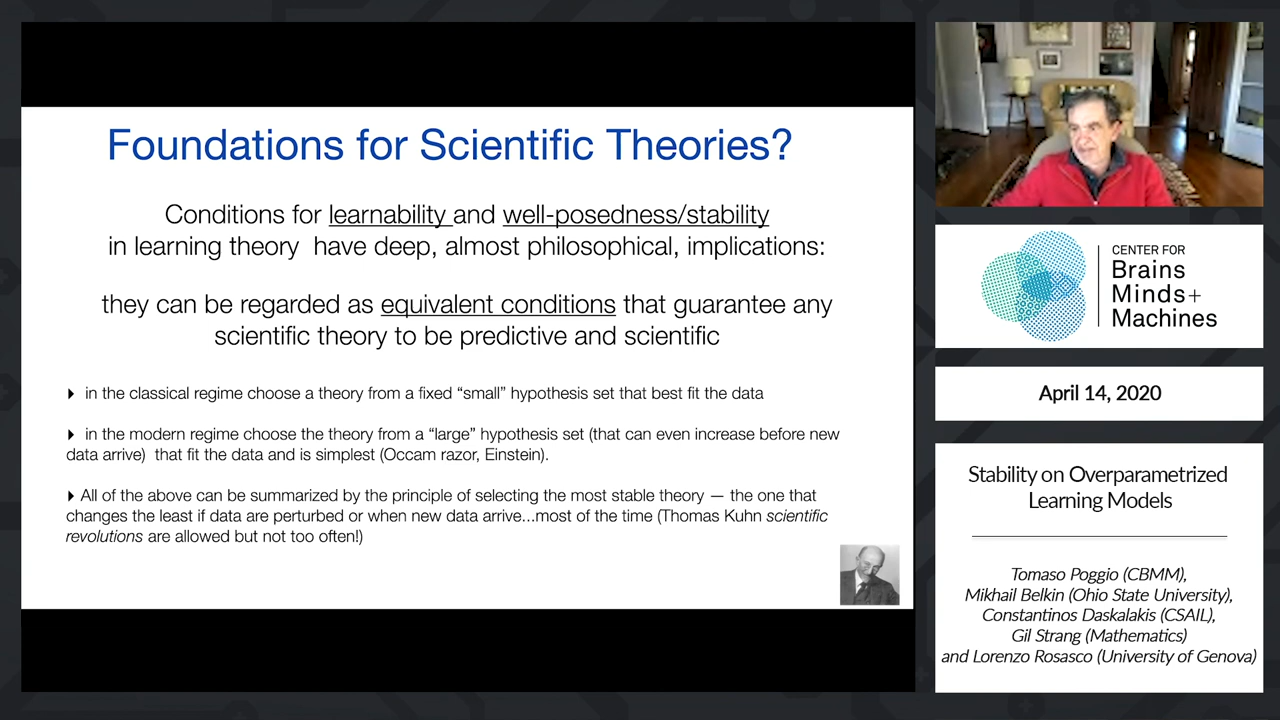 Foundations for Scientific Theories?
Conditions for learnability and well-posedness/stability
in learning theory have deep, almost philosophical, implications:
they can be regarded as equivalent conditions that guarantee any
scientific theory to be predictive and scientific
in the classical regime choose a theory from a fixed “small” hypothesis set that best fit the data
in the modern regime choose the theory from a “large” hypothesis set (that can even increase before new
data arrive) that fit the data and is simplest (Occam razor, Einstein).
All of the above can be summarized by the principle of selecting the most stable theory — the one that
changes the least if data are perturbed or when new data arrive...most of the time (Thomas Kuhn scientific
revolutions are allowed but not too often!)
CENTER FOR
Brains
Minds+
Machines
April 14, 2020
Stability on Overparametrized
Learning Models
Tomaso Poggio (CBMM),
Mikhail Belkin (Ohio State University),
Constantinos Daskalakis (CSAIL),
Gil Strang (Mathematics)
and Lorenzo Rosasco (University of Genova)